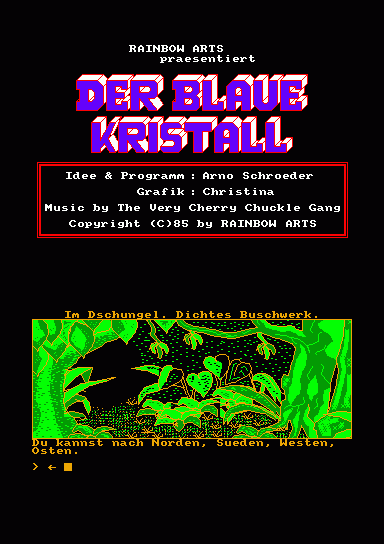 RAINBOW ARTS
praesentiert
DER BLAUE
KRISTALL
Idee & Programm : Arno Schroeder
Grafik : Christina
Music by The Very Cherry Chuckle Gang
Copyright (C)85 by RAINBOW ARTS
Im Dschungel. Dichtes Buschwerk.
Du kannst nach Norden, Sueden, Westen,
Osten.
> ←